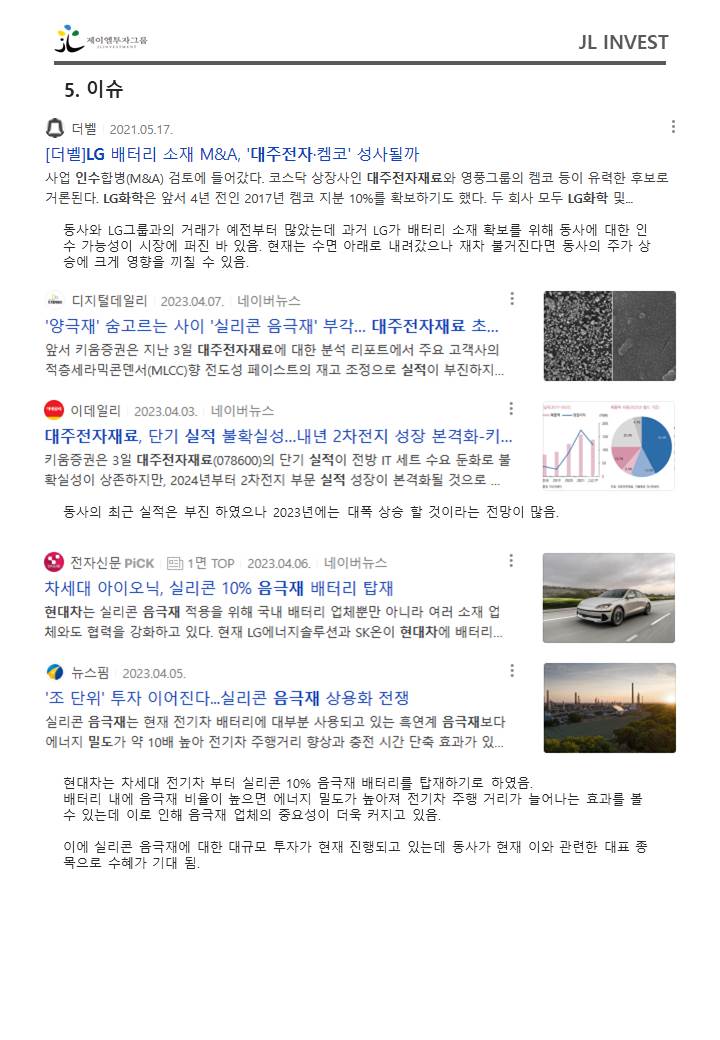 제이엘투자그룹
JLINVESTMENT
JL INVEST
5. 이슈
더벨 2021.05.17.
[더벨]LG 배터리 소재 M&A, '대주전자·켐코' 성사될까
사업 인수합병(M&A) 검토에 들어갔다. 코스닥 상장사인 대주전자재료와 영풍그룹의 켐코 등이 유력한 후보로
거론된다. LG화학은 앞서 4년 전인 2017년 켐코 지분 10%를 확보하기도 했다. 두 회사 모두 LG화학 및...
동사와 LG그룹과의 거래가 예전부터 많았는데 과거 LG가 배터리 소재 확보를 위해 동사에 대한 인
수 가능성이 시장에 퍼진 바 있음. 현재는 수면 아래로 내려갔으나 재차 불거진다면 동사의 주가 상
승에 크게 영향을 끼칠 수 있음.
디지털데일리 2023.04.07. 네이버뉴스
'양극재' 숨고르는 사이 '실리콘 음극재' 부각... 대주전자재료 초...
앞서 키움증권은 지난 3일 대주전자재료에 대한 분석 리포트에서 주요 고객사의
적층세라믹콘덴서(MLCC)향 전도성 페이스트의 재고 조정으로 실적이 부진하지...
이데일리 2023.04.03. 네이버뉴스
대주전자재료, 단기 실적 불확실성...내년 2차전지 성장 본격화-키...
키움증권은 3일 대주전자재료(078600)의 단기 실적이 전방 IT 세트 수요 둔화로 불
확실성이 상존하지만, 2024년부터 2차전지 부문 실적 성장이 본격화될 것으로 ...
동사의 최근 실적은 부진 하였으나 2023년에는 대폭 상승 할 것이라는 전망이 많음.
전자신문 PiCK 1면 TOP 2023.04.06. 네이버뉴스
차세대 아이오닉, 실리콘 10% 음극재 배터리 탑재
현대차는 실리콘 음극재 적용을 위해 국내 배터리 업체뿐만 아니라 여러 소재 업
체와도 협력을 강화하고 있다. 현재 LG에너지솔루션과 SK온이 현대차에 배터리...
뉴스핌 2023.04.05.
'조 단위' 투자 이어진다...실리콘 음극재 상용화 전쟁
실리콘 음극재는 현재 전기차 배터리에 대부분 사용되고 있는 흑연계 음극재보다
에너지 밀도가 약 10배 높아 전기차 주행거리 향상과 충전 시간 단축 효과가 있...
현대차는 차세대 전기차 부터 실리콘 10% 음극재 배터리를 탑재하기로 하였음.
배터리 내에 음극재 비율이 높으면 에너지 밀도가 높아져 전기차 주행 거리가 늘어나는 효과를 볼
수 있는데 이로 인해 음극재 업체의 중요성이 더욱 커지고 있음.
이에 실리콘 음극재에 대한 대규모 투자가 현재 진행되고 있는데 동사가 현재 이와 관련한 대표 종
목으로 수혜가 기대 됨.